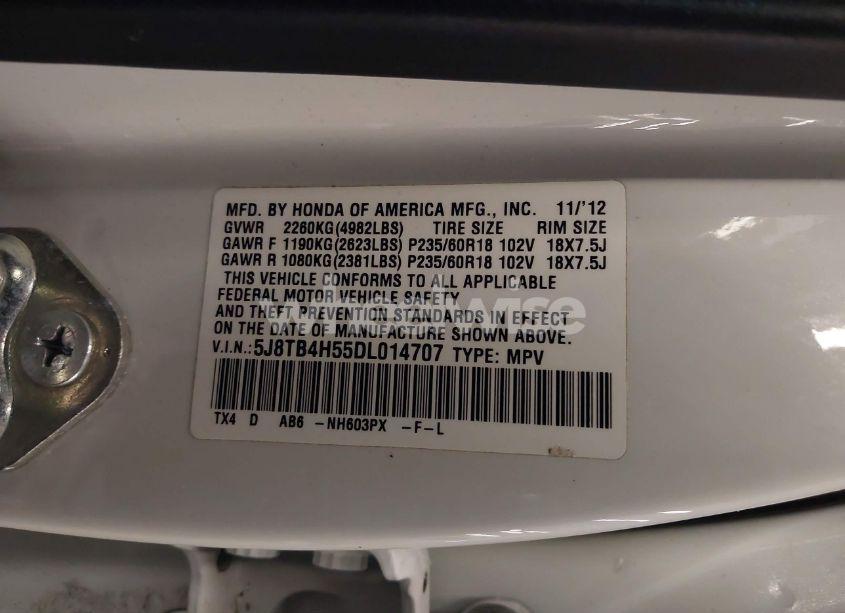 MFD. BY HONDA OF AMERICA MFG., INC. 11/'12
GVWR 2260KG(4982LBS) TIRE SIZE RIM SIZE
GAWR F 1190KG(2623LBS) P235/60R18 102V 18X7.5J
GAWR R 1080KG(2381LBS) P235/60R18 102V 18X7.5J
THIS VEHICLE CONFORMS TO ALL APPLICABLE
FEDERAL MOTOR VEHICLE SAFETY
AND THEFT PREVENTION STANDARDS IN EFFECT
ON THE DATE OF MANUFACTURE SHOWN ABOVE.
V.I.N.: 5J8TB4H55DL014707 TYPE: MPV
TX4 D AB6 -NH603PX -F-L